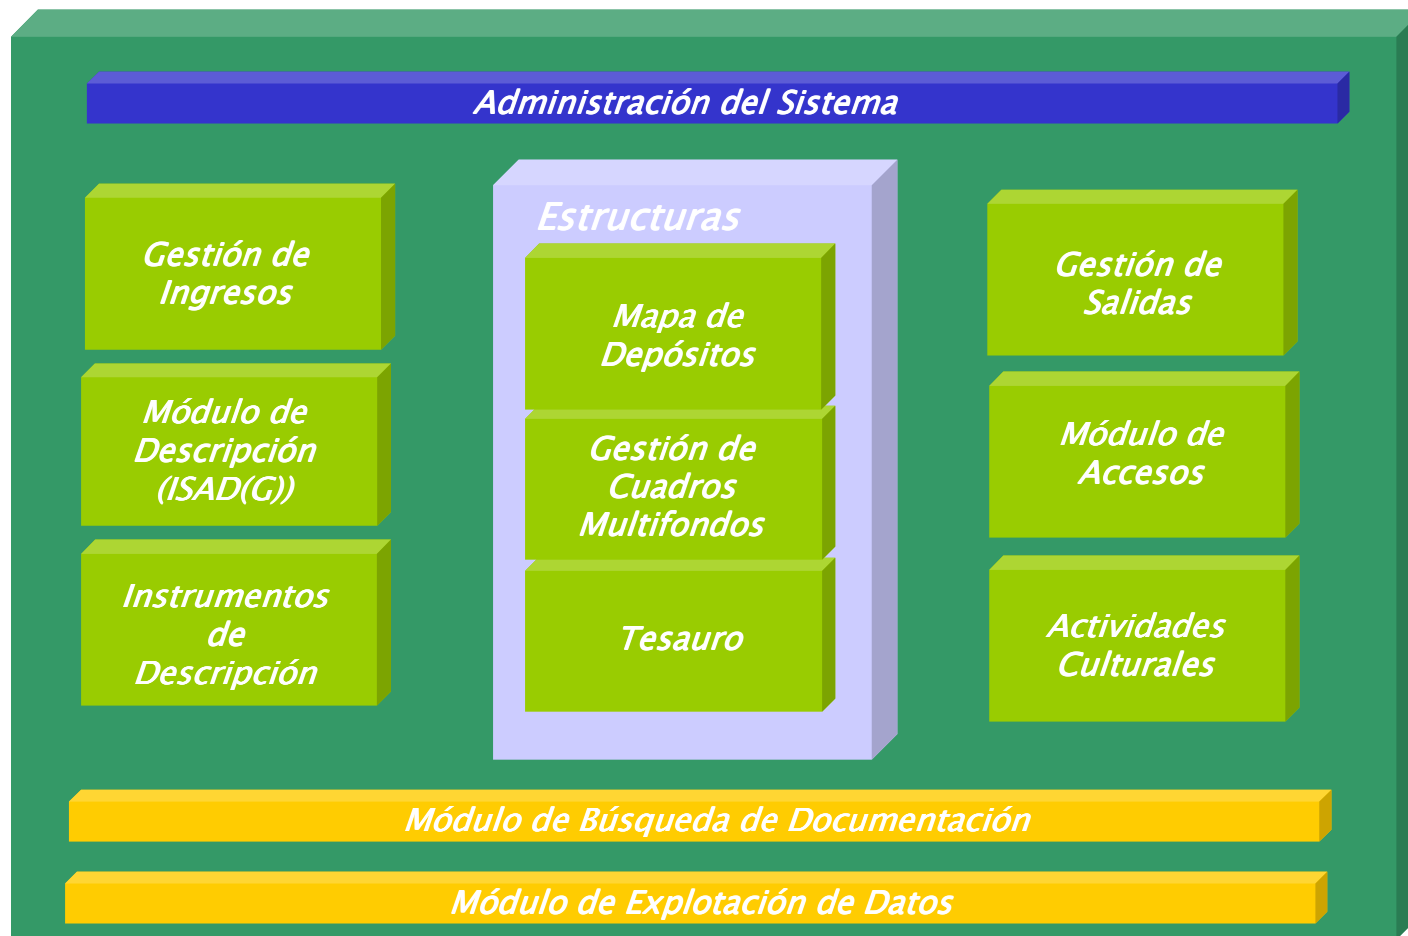 Administración del Sistema
Gestión de
Ingresos
Módulo de
Descripción
(ISAD(G))
Instrumentos
de
Descripción
Estructuras
Mapa de
Depósitos
Gestión de
Cuadros
Multifondos
Tesauro
Gestión de
Salidas
Módulo de
Accesos
Actividades
Culturales
Módulo de Búsqueda de Documentación
Módulo de Explotación de Datos